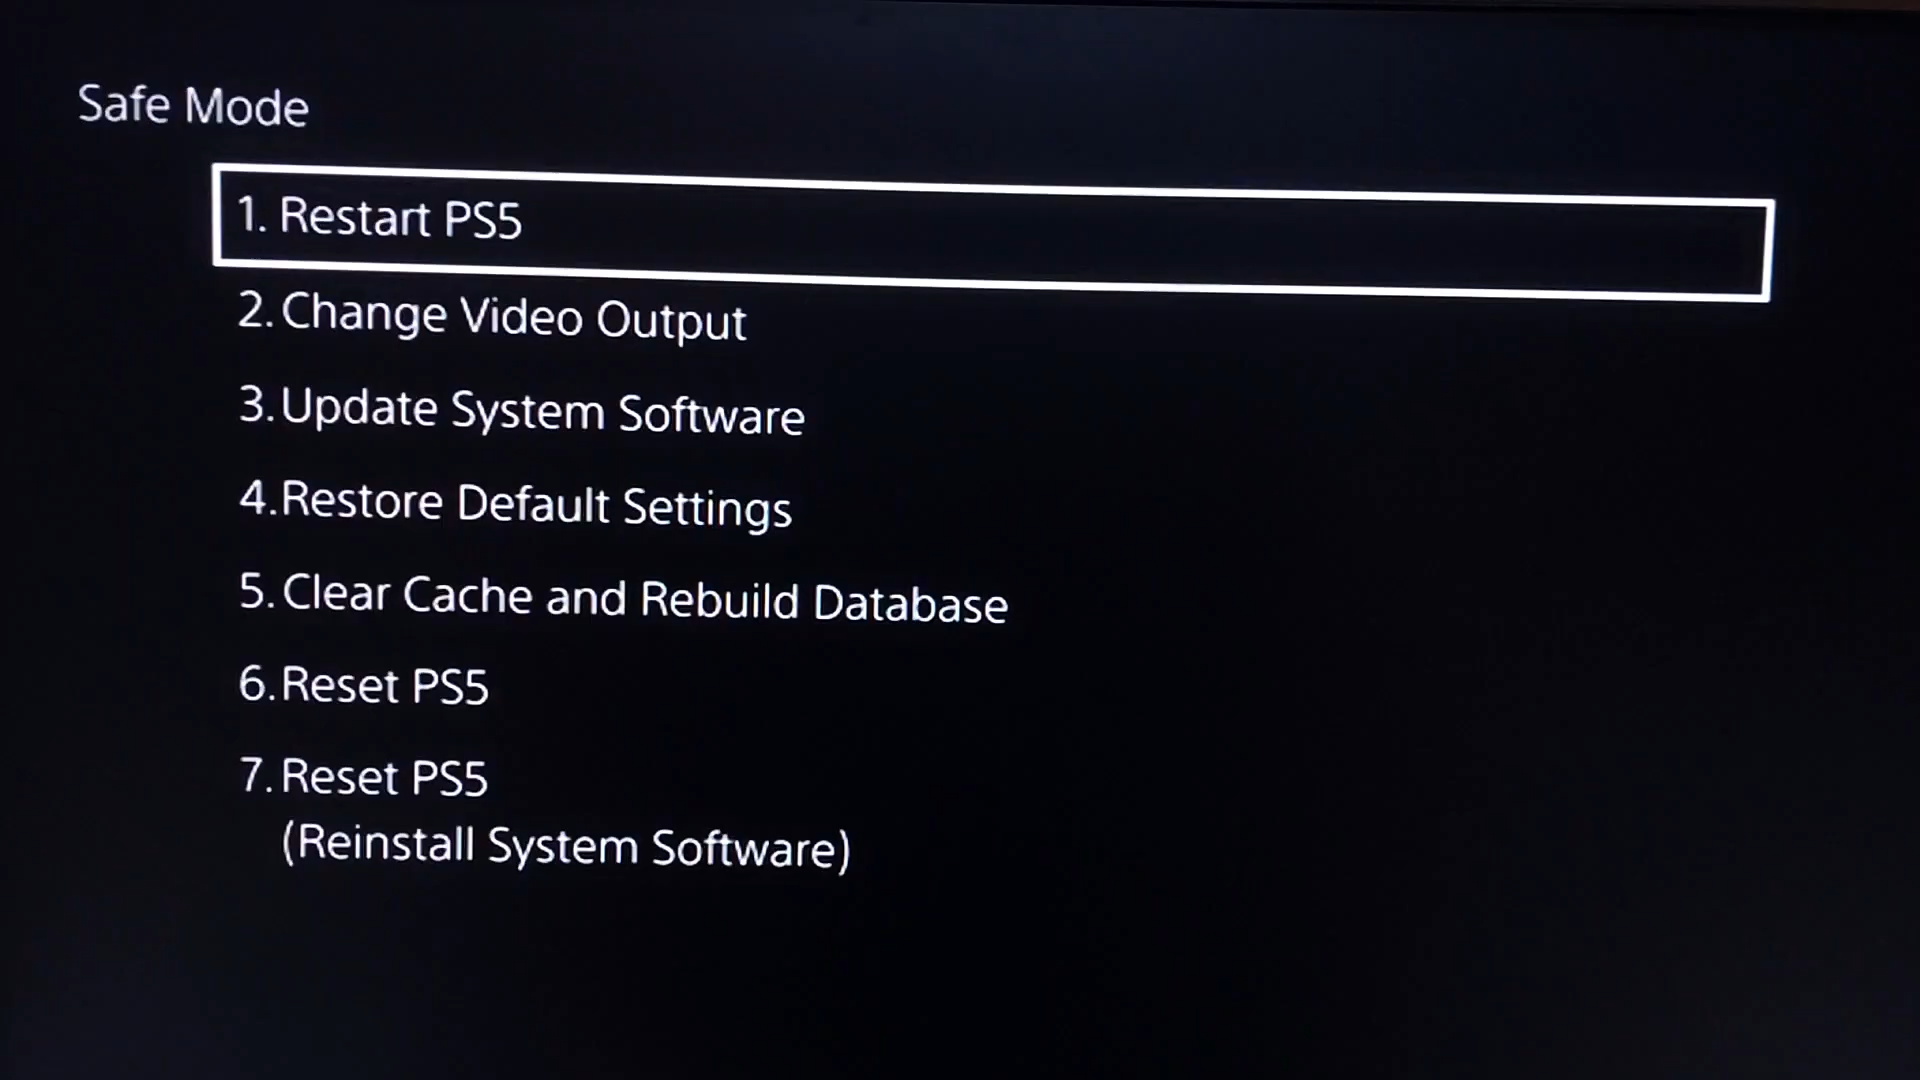 Safe Mode
1. Restart PS5
2. Change Video Output
3. Update System Software
4. Restore Default Settings
5. Clear Cache and Rebuild Database
6. Reset PS5
7. Reset PS5
(Reinstall System Software)